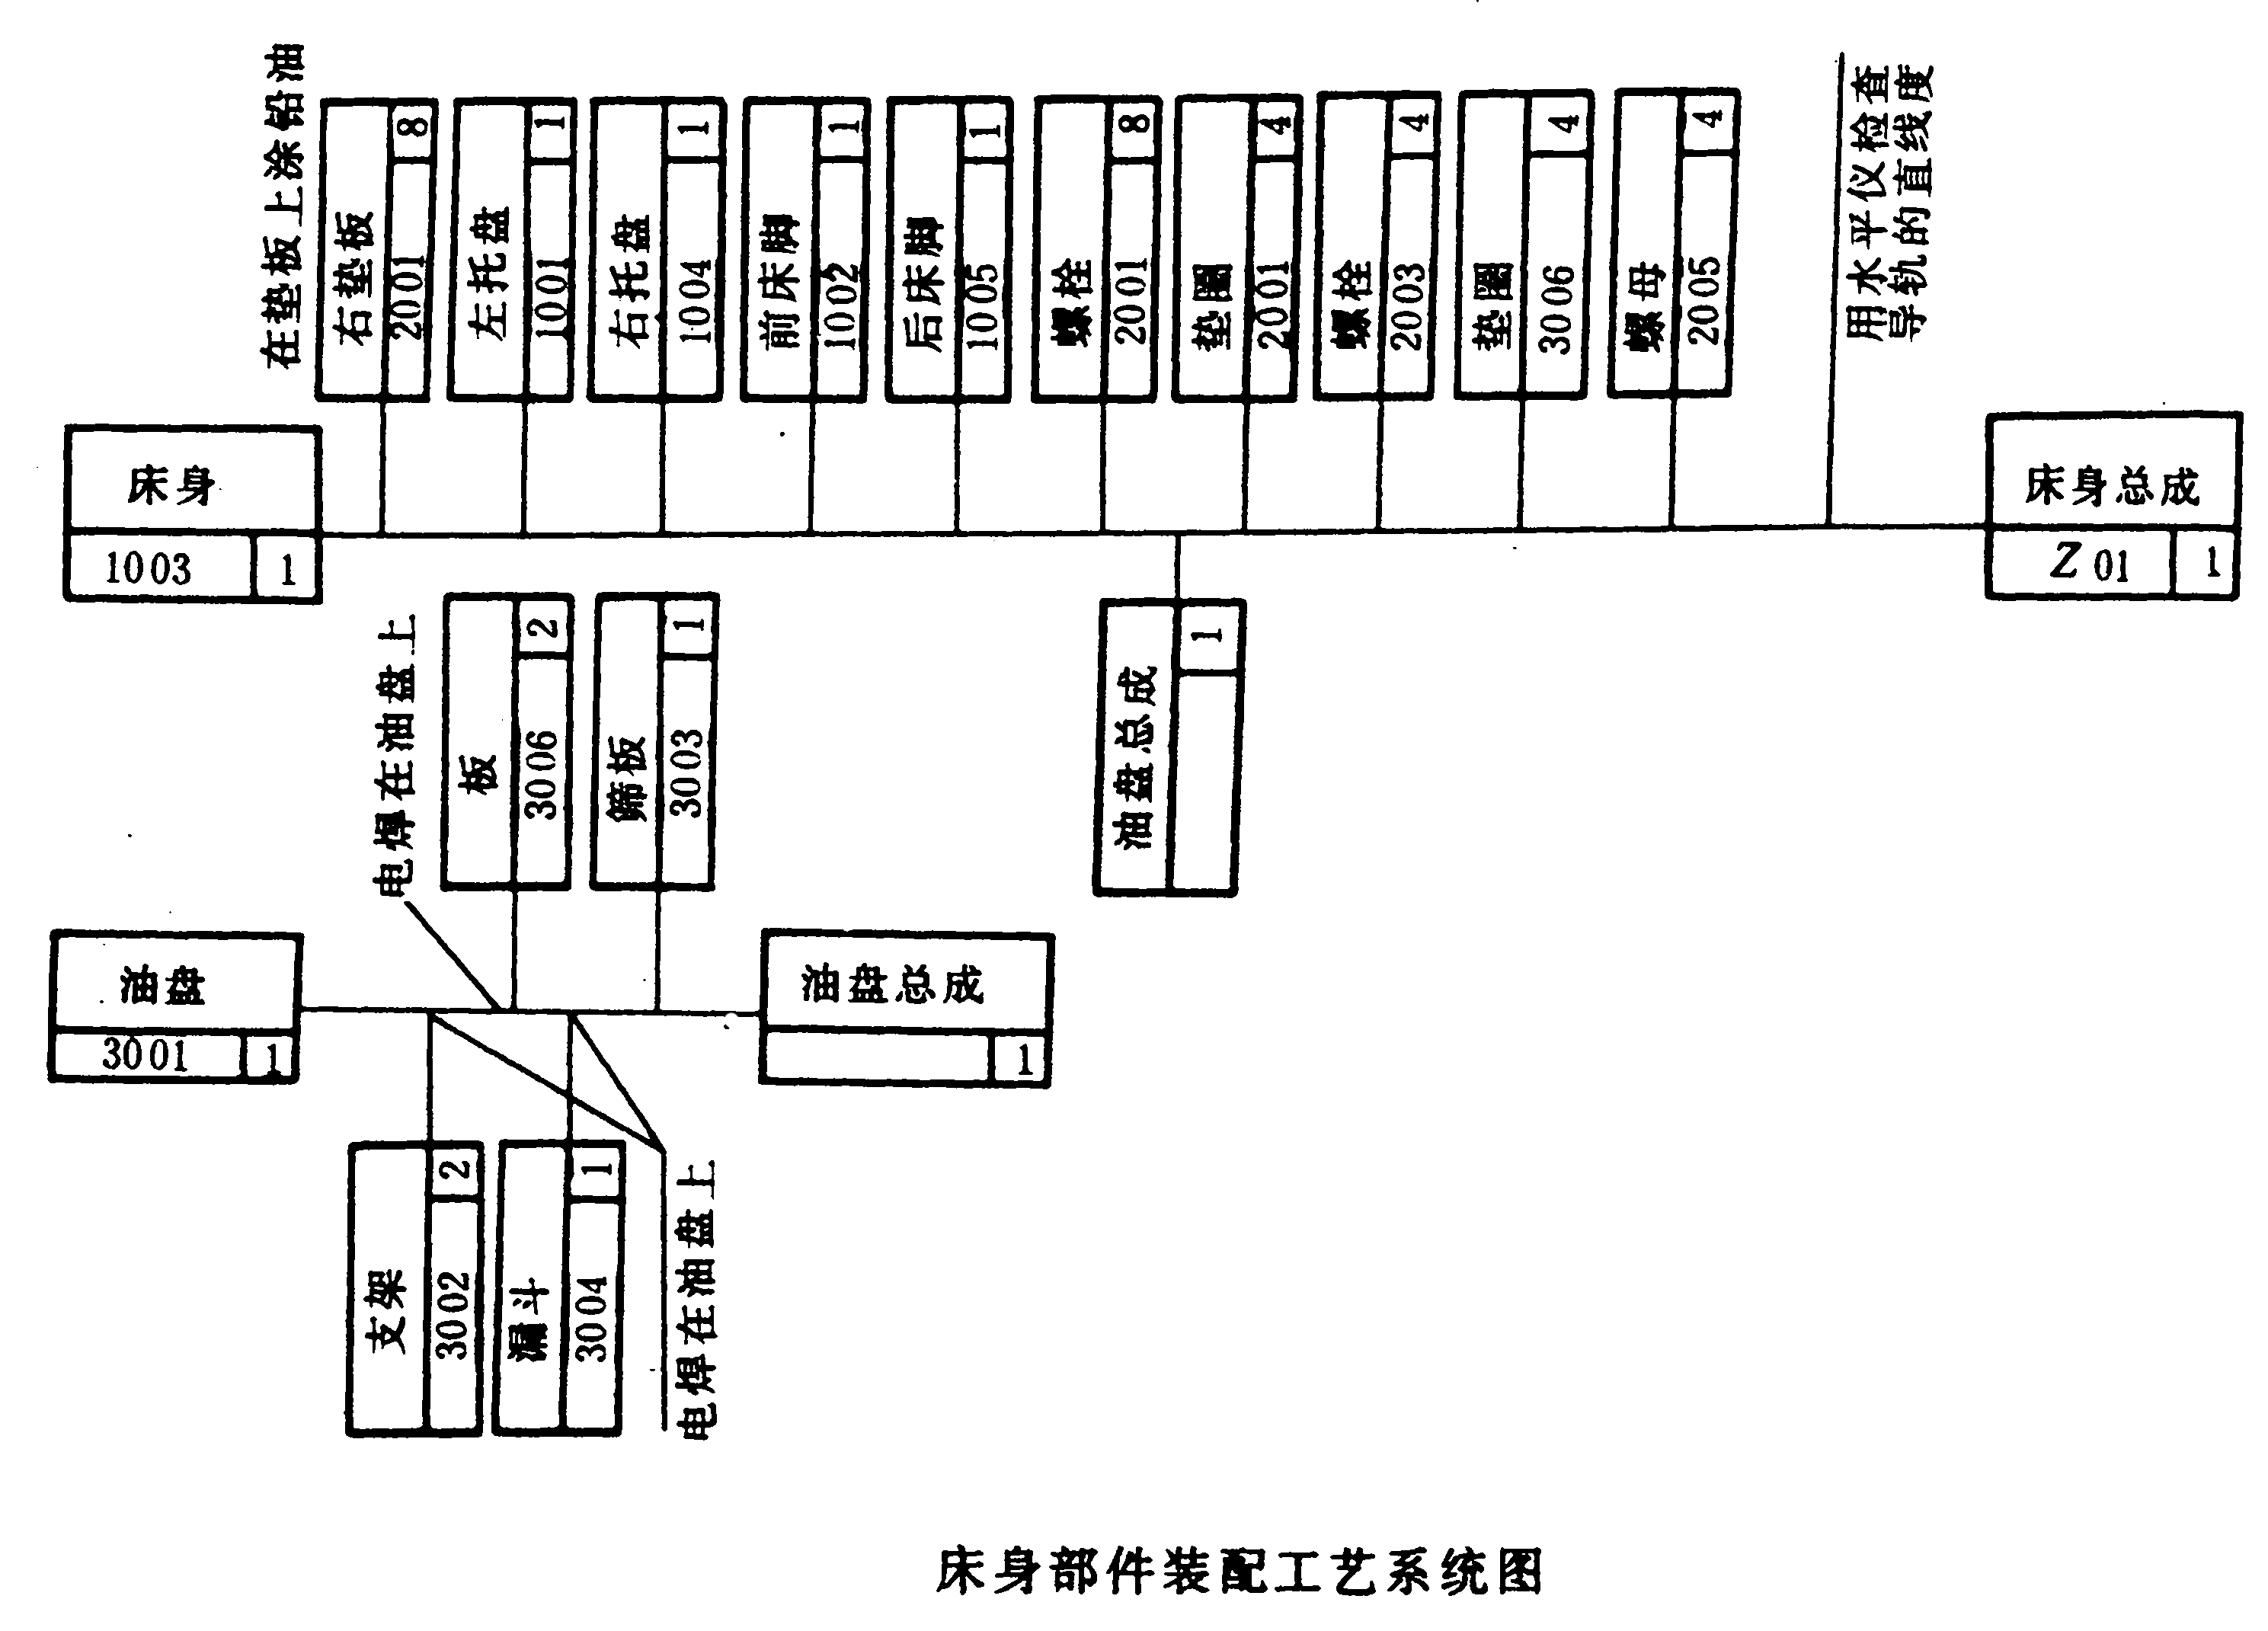 在垫板上涂铅油
右垫板
2001 8
左托盘
1001 1
右托盘
1004 1
前床脚
1002 1
后床脚
1005 1
螺栓
2001 8
垫圈
2001 4
螺栓
2003 4
垫圈
3006 4
螺母
2005 4
用水平仪检查
导轨的直线度
床身
1003 1
床身总成
Z01 1
电焊在油盘上
板
3006 2
筛板
3003 1
油盘总成
1
油盘
3001 1
油盘总成
1
支架
3002 2
漏斗
3004 1
电焊在油盘上
床身部件装配工艺系统图